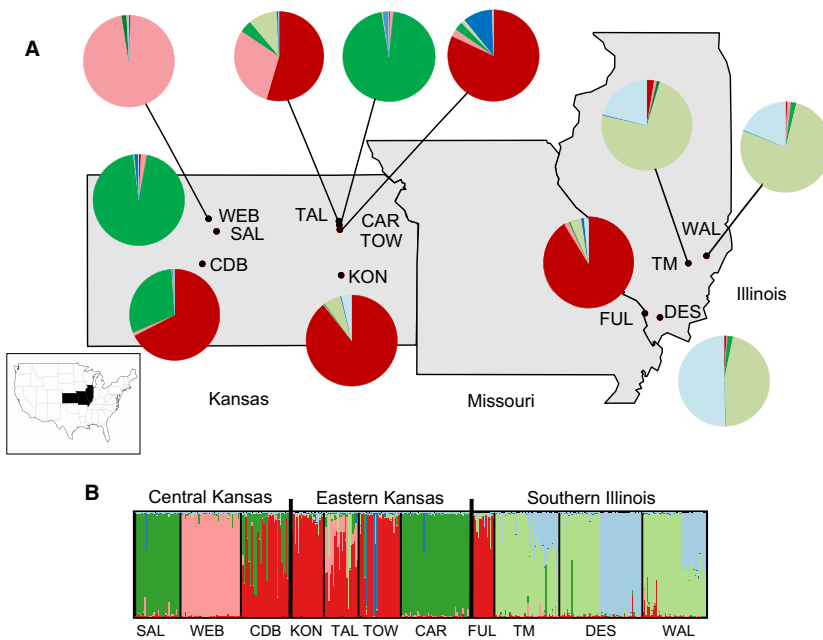 A
WEB
SAL
CDB
TAL
CAR
TOW
KON
WAL
TM
FUL
DES
Illinois
Kansas
Missouri
B
Central Kansas Eastern Kansas Southern Illinois
SAL WEB CDB KON TAL TOW CAR FUL TM DES WAL